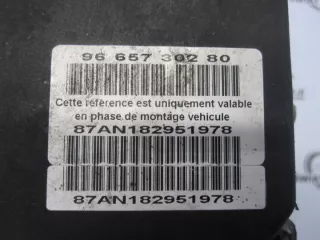 96 657 302 80
Cette référence est uniquement valable
en phase de montage véhicule
87AN182951978
87AN182951978